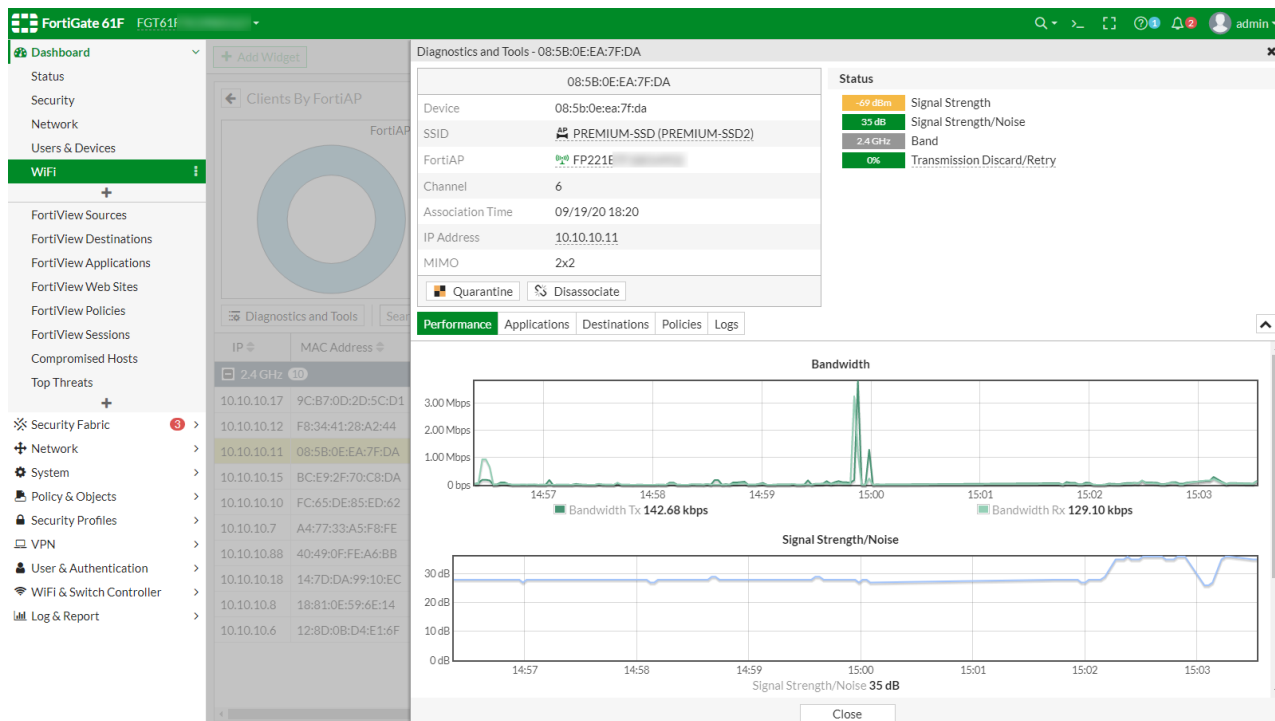 FortiGate 61F FGT61F
1 2 admin
Dashboard
Status
Security
Network
Users & Devices
WiFi
+
FortiView Sources
FortiView Destinations
FortiView Applications
FortiView Web Sites
FortiView Policies
FortiView Sessions
Compromised Hosts
Top Threats
+
Security Fabric 3
Network
System
Policy & Objects
Security Profiles
VPN
User & Authentication
WiFi & Switch Controller
Log & Report
+ Add Widget
Clients By FortiAP
FortiAP
Diagnostics and Tools Sear
IP MAC Address
2.4 GHz 10
10.10.10.17 9C:B7:0D:2D:5C:D1
10.10.10.12 F8:34:41:28:A2:44
10.10.10.11 08:5B:0E:EA:7F:DA
10.10.10.15 BC:E9:2F:70:C8:DA
10.10.10.10 FC:65:DE:85:ED:62
10.10.10.7 A4:77:33:A5:F8:FE
10.10.10.88 40:49:0F:FE:A6:BB
10.10.10.18 14:7D:DA:99:10:EC
10.10.10.8 18:81:0E:59:6E:14
10.10.10.6 12:8D:0B:D4:E1:6F
Diagnostics and Tools - 08:5B:0E:EA:7F:DA
08:5B:0E:EA:7F:DA
Device 08:5b:0e:ea:7f:da
SSID PREMIUM-SSD (PREMIUM-SSD2)
FortiAP FP221E
Channel 6
Association Time 09/19/20 18:20
IP Address 10.10.10.11
MIMO 2x2
Quarantine Disassociate
Status
-69 dBm Signal Strength
35 dB Signal Strength/Noise
2.4 GHz Band
0% Transmission Discard/Retry
Performance Applications Destinations Policies Logs
Bandwidth
3.00 Mbps
2.00 Mbps
1.00 Mbps
0 bps
14:57 14:58 14:59 15:00 15:01 15:02 15:03
Bandwidth Tx 142.68 kbps Bandwidth Rx 129.10 kbps
Signal Strength/Noise
30 dB
20 dB
10 dB
0 dB
14:57 14:58 14:59 15:00 15:01 15:02 15:03
Signal Strength/Noise 35 dB
Close